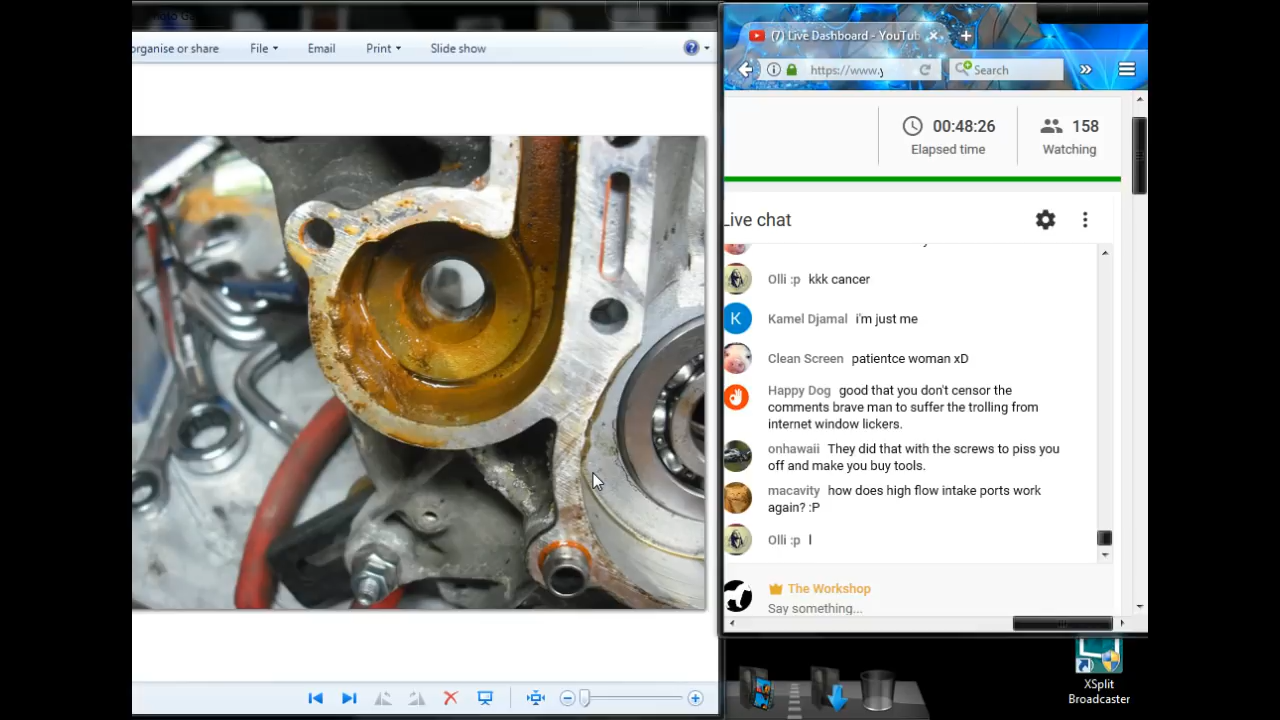 organise or share File Email Print Slide show
(7) Live Dashboard - YouTub
https://www.y Search
00:48:26 158
Elapsed time Watching
Live chat
Olli :p kkk cancer
Kamel Djamal i'm just me
Clean Screen patientce woman xD
Happy Dog good that you don't censor the
comments brave man to suffer the trolling from
internet window lickers.
onhawaii They did that with the screws to piss you
off and make you buy tools.
macavity how does high flow intake ports work
again? :P
Olli :p I
The Workshop
Say something...
XSplit
Broadcaster